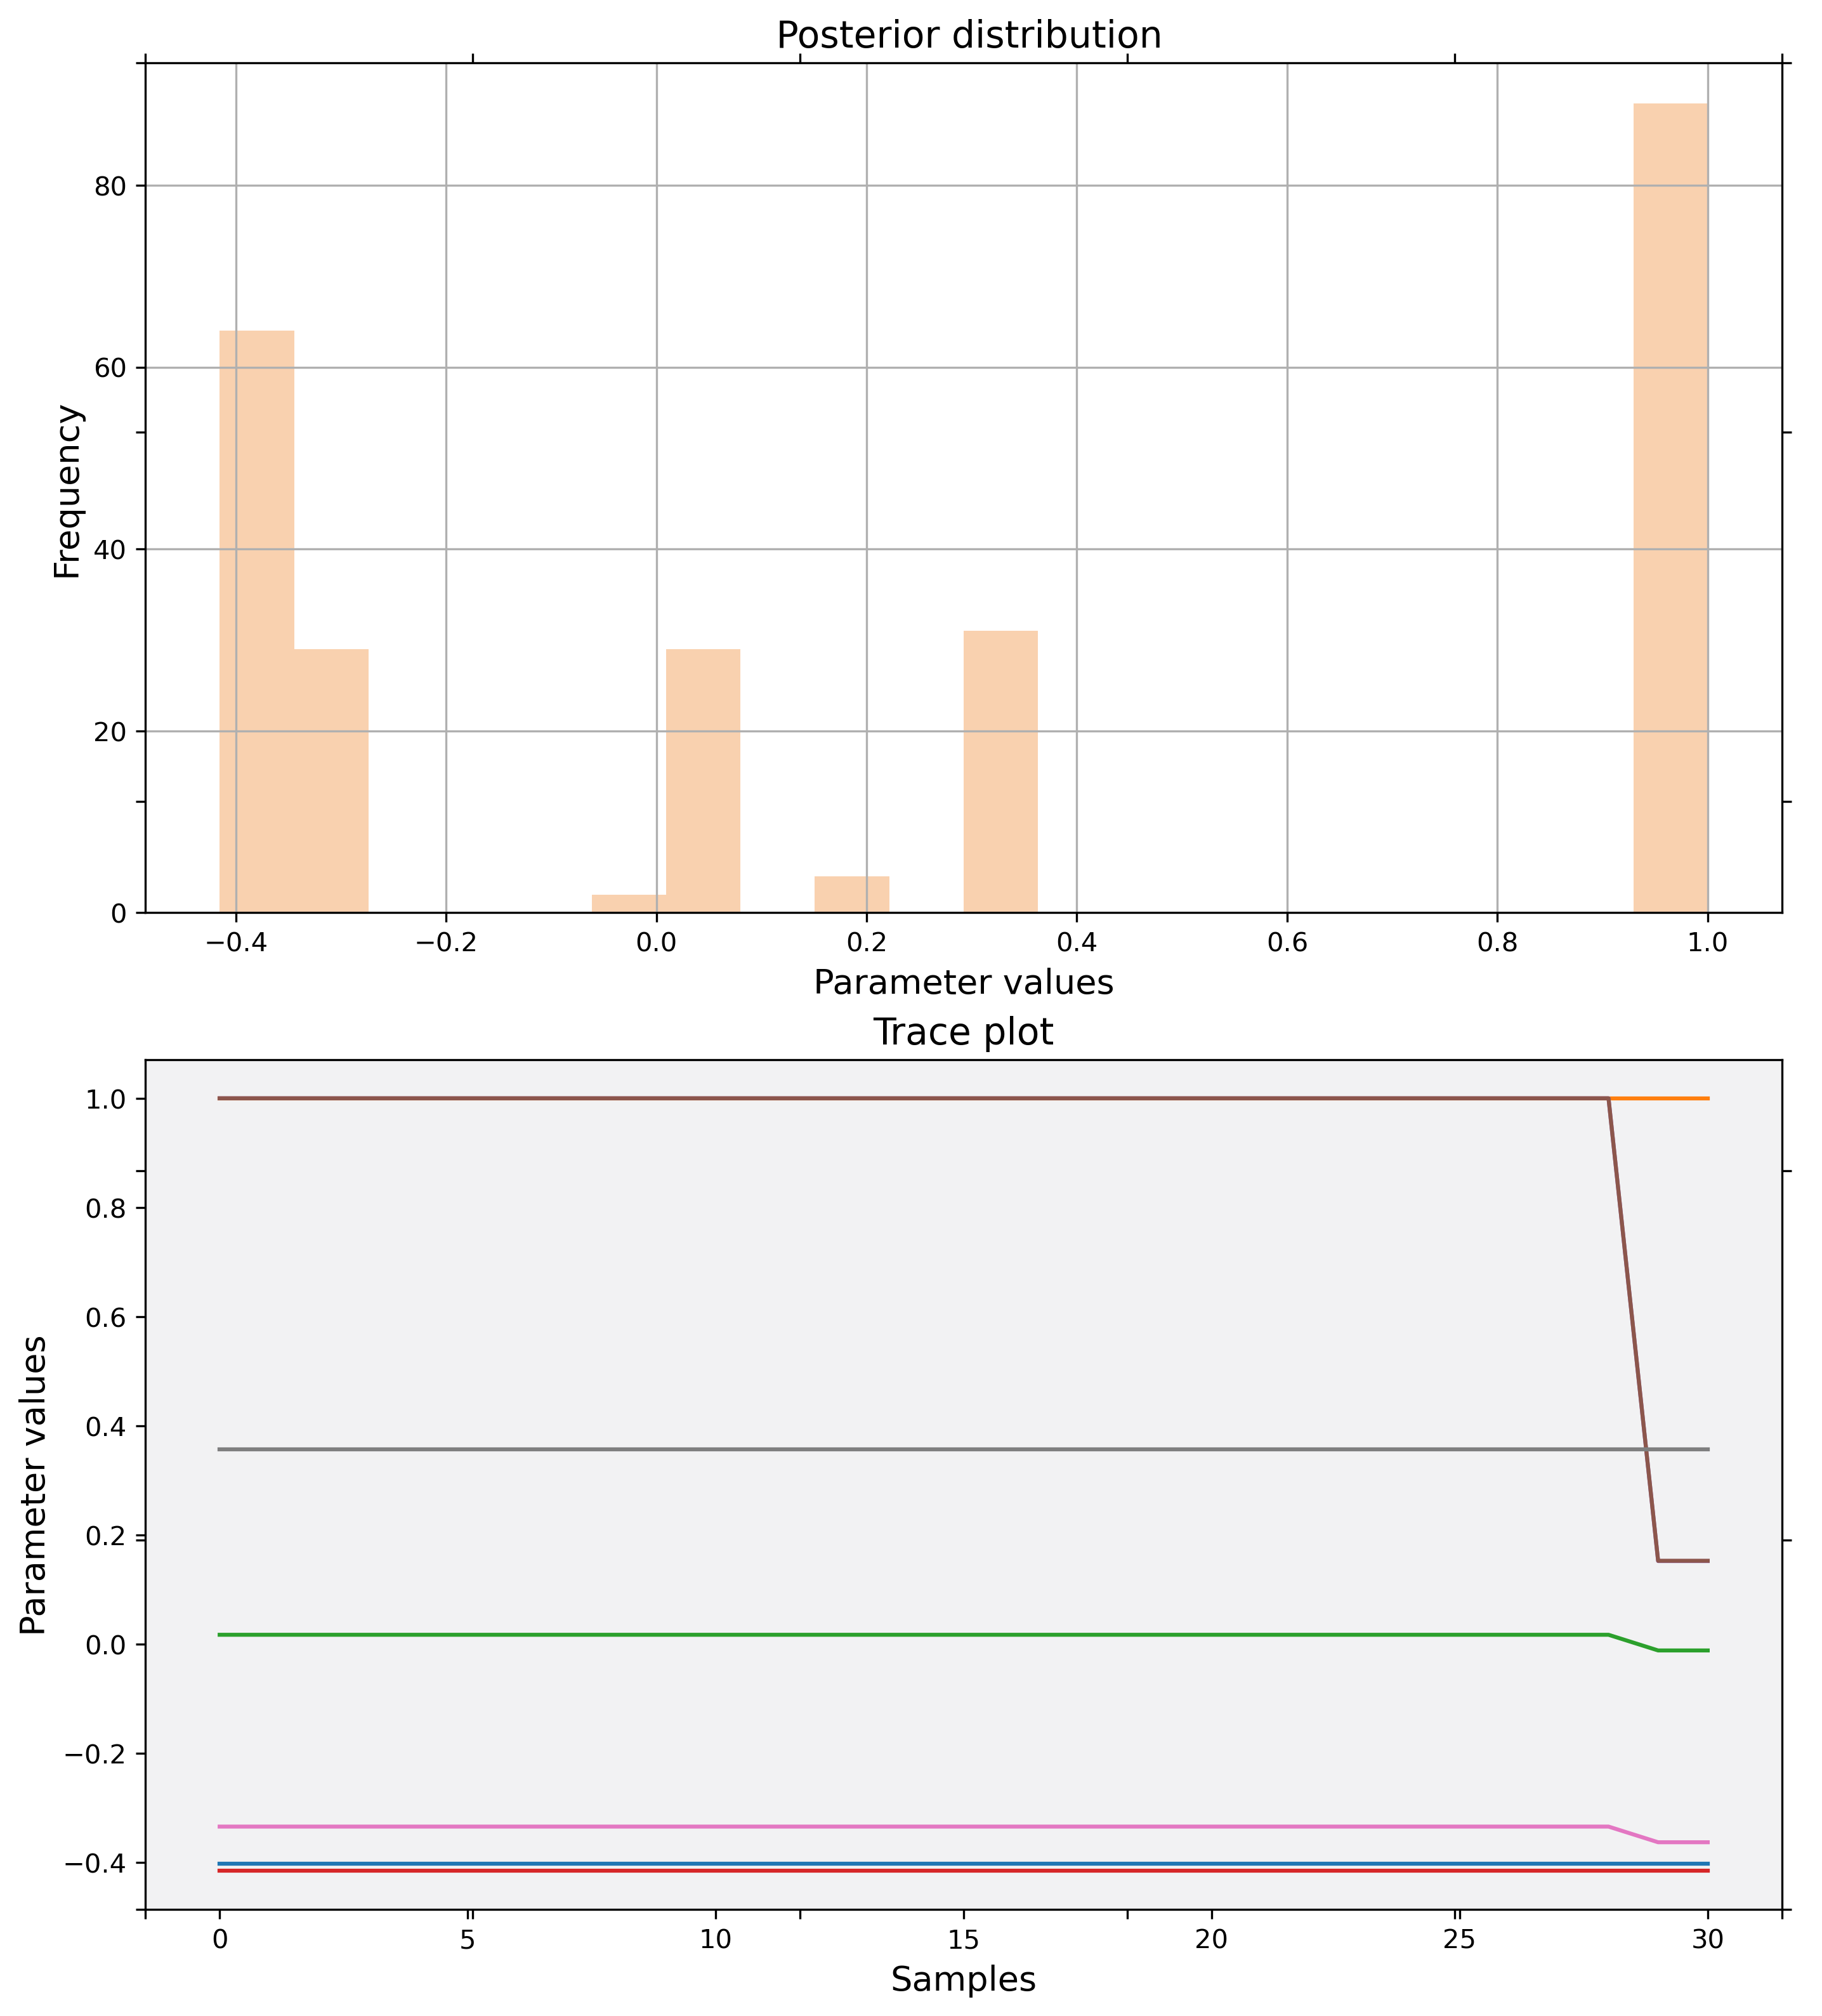 Posterior distribution
Frequency
80
60
40
20
0
−0.4 −0.2 0.0 0.2 0.4 0.6 0.8 1.0
Parameter values
Trace plot
Parameter values
1.0
0.8
0.6
0.4
0.2
0.0
−0.2
−0.4
0 5 10 15 20 25 30
Samples